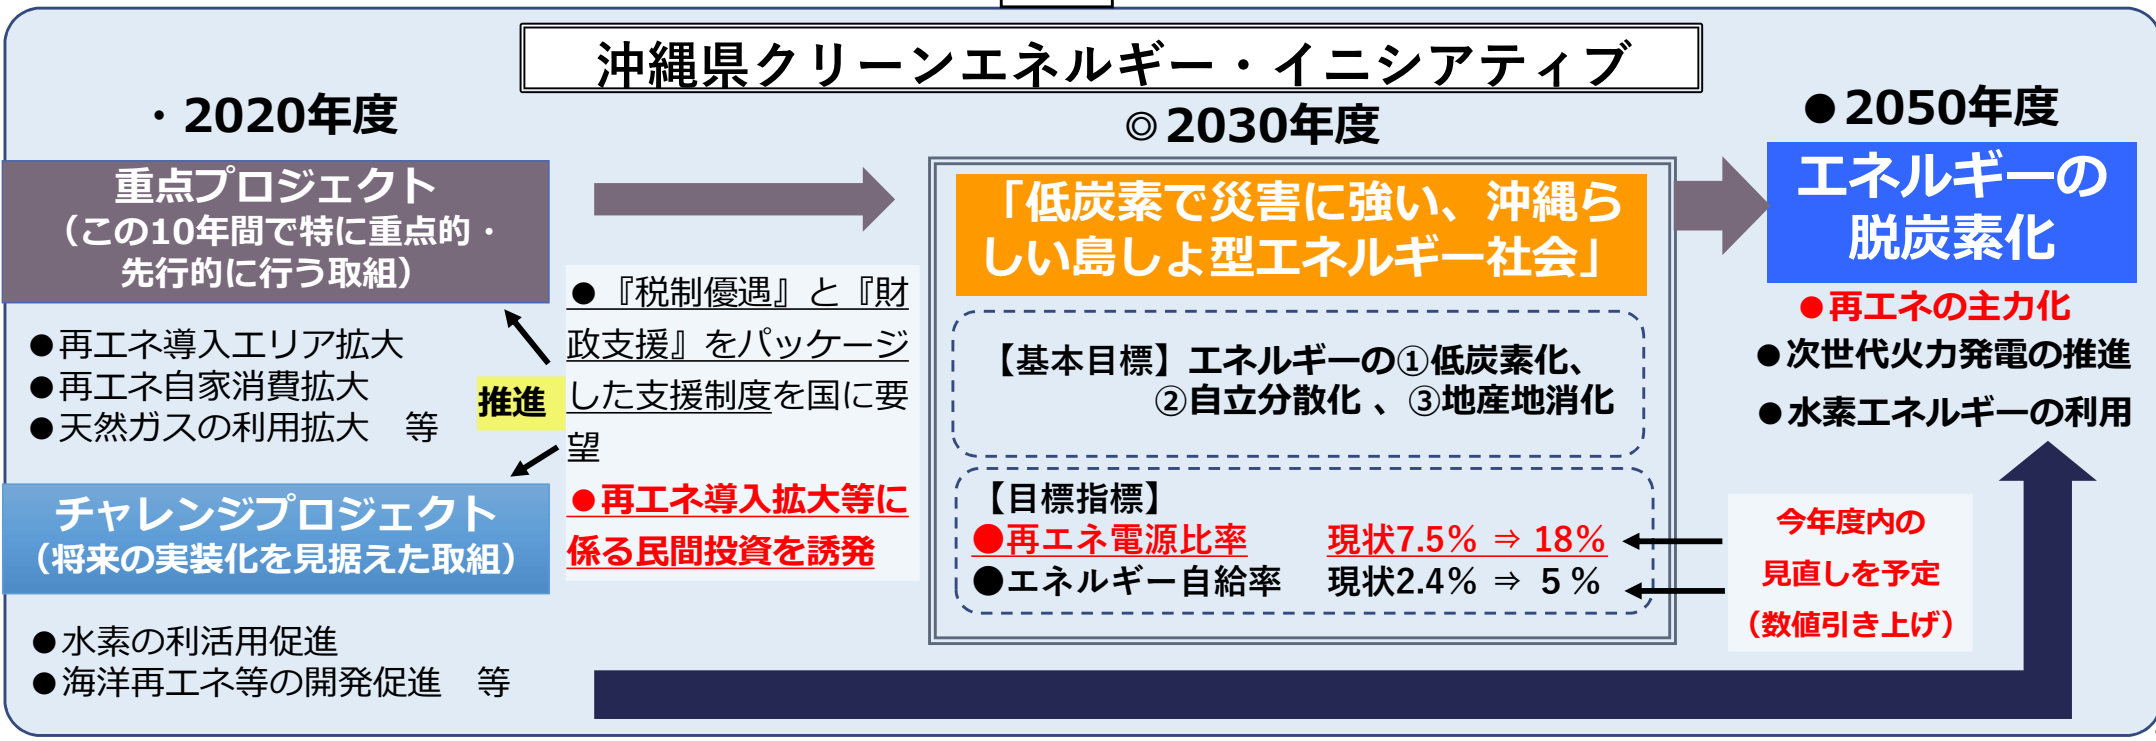 沖縄県クリーンエネルギー・イニシアティブ
・2020年度
重点プロジェクト
（この10年間で特に重点的・
先行的に行う取組）
●再エネ導入エリア拡大
●再エネ自家消費拡大
●天然ガスの利用拡大　等
チャレンジプロジェクト
（将来の実装化を見据えた取組）
●水素の利活用促進
●海洋再エネ等の開発促進　等
推進
●『税制優遇』と『財
政支援』をパッケージ
した支援制度を国に要
望
●再エネ導入拡大等に
係る民間投資を誘発
◎2030年度
「低炭素で災害に強い、沖縄ら
しい島しょ型エネルギー社会」
【基本目標】エネルギーの①低炭素化、
②自立分散化 、③地産地消化
【目標指標】
●再エネ電源比率　現状7.5% ⇒ 18%
●エネルギー自給率　現状2.4% ⇒ 5 %
●2050年度
エネルギーの
脱炭素化
●再エネの主力化
●次世代火力発電の推進
●水素エネルギーの利用
今年度内の
見直しを予定
（数値引き上げ）